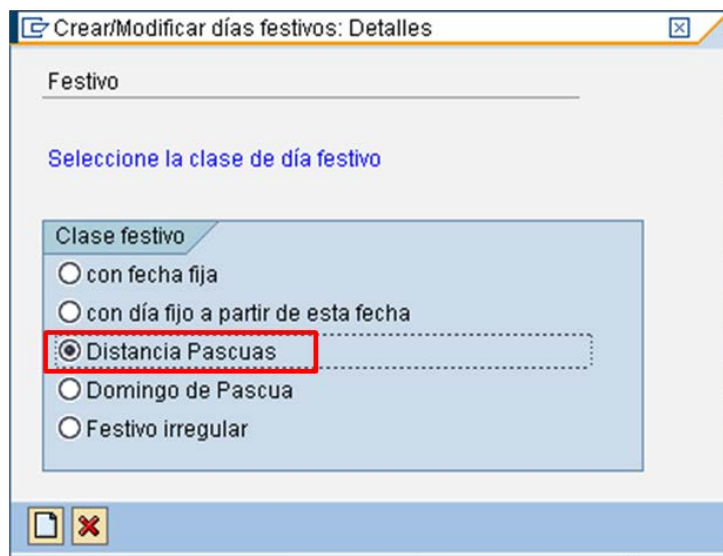 Crear/Modificar días festivos: Detalles
Festivo
Seleccione la clase de día festivo
Clase festivo
con fecha fija
con día fijo a partir de esta fecha
Distancia Pascuas
Domingo de Pascua
Festivo irregular